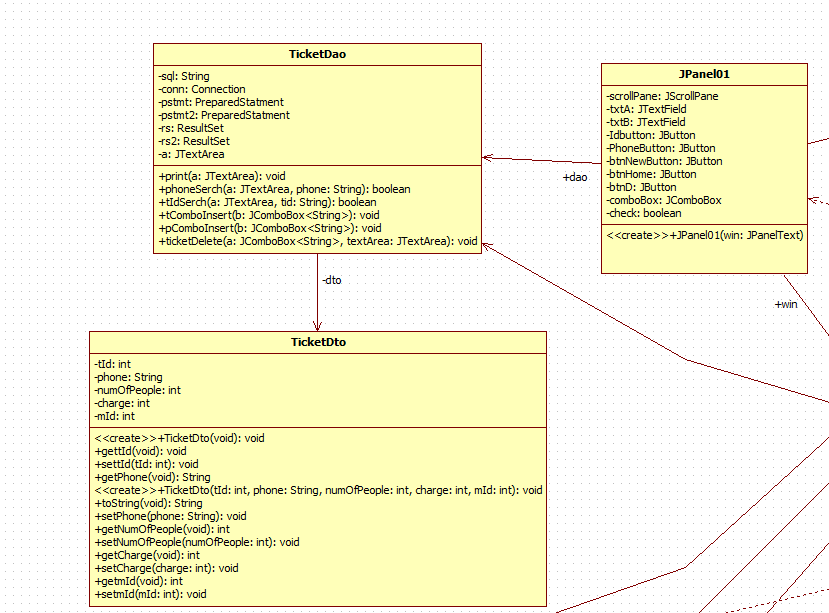 TicketDao
-sql: String
-conn: Connection
-pstmt: PreparedStatment
-pstmt2: PreparedStatment
-rs: ResultSet
-rs2: ResultSet
-a: JTextArea
+print(a: JTextArea): void
+phoneSerch(a: JTextArea, phone: String): boolean
+tIdSerch(a: JTextArea, tid: String): boolean
+tComboInsert(b: JComboBox<String>): void
+pComboInsert(b: JComboBox<String>): void
+ticketDelete(a: JComboBox<String>, textArea: JTextArea): void
+dao
JPanel01
-scrollPane: JScrollPane
-txtA: JTextField
-txtB: JTextField
-Idbutton: JButton
-PhoneButton: JButton
-btnNewButton: JButton
-btnHome: JButton
-btnD: JButton
-comboBox: JComboBox
-check: boolean
<<create>>+JPanel01(win: JPanelText)
+win
-dto
TicketDto
-tId: int
-phone: String
-numOfPeople: int
-charge: int
-mId: int
<<create>>+TicketDto(void): void
+gettId(void): void
+settId(tId: int): void
+getPhone(void): String
<<create>>+TicketDto(tId: int, phone: String, numOfPeople: int, charge: int, mId: int): void
+toString(void): String
+setPhone(phone: String): void
+getNumOfPeople(void): int
+setNumOfPeople(numOfPeople: int): void
+getCharge(void): int
+setCharge(charge: int): void
+getmId(void): int
+setmId(mId: int): void